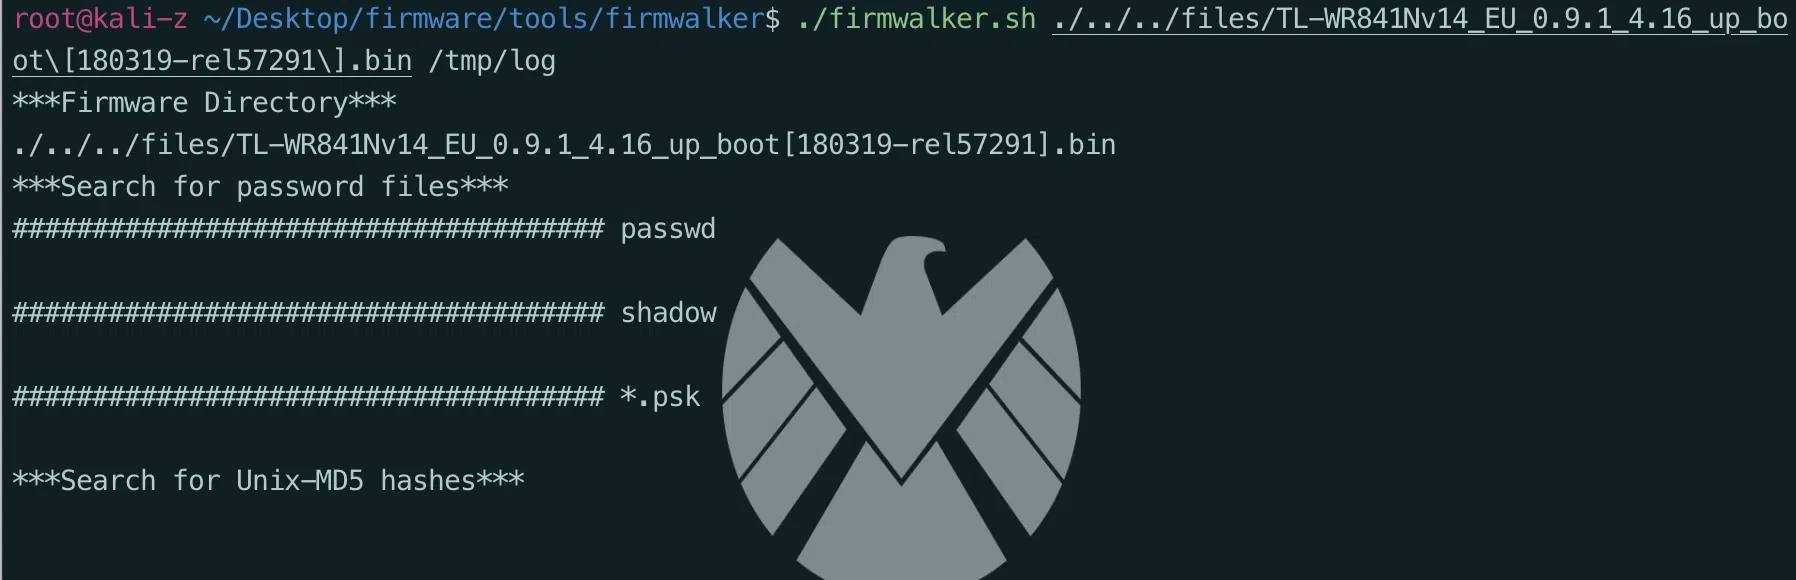 root@kali-z ~/Desktop/firmware/tools/firmwalker$ ./firmwalker.sh ./../../files/TL-WR841Nv14_EU_0.9.1_4.16_up_bo
ot\[180319-rel57291\].bin /tmp/log
***Firmware Directory***
./../../files/TL-WR841Nv14_EU_0.9.1_4.16_up_boot[180319-rel57291].bin
***Search for password files***
##################################### passwd
##################################### shadow
##################################### *.psk
***Search for Unix-MD5 hashes***